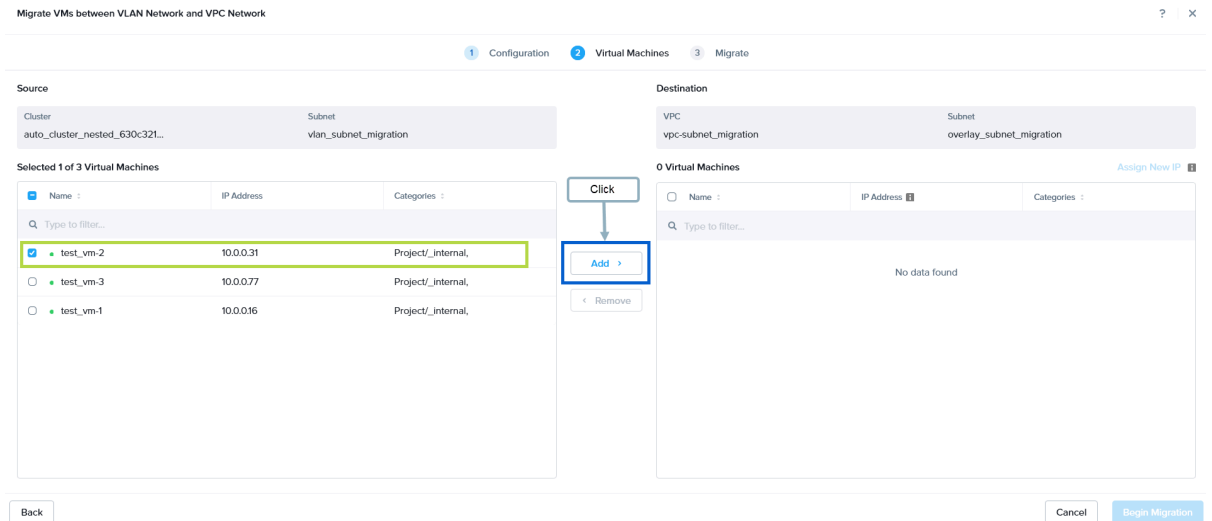 Migrate VMs between VLAN Network and VPC Network
?
1 Configuration 2 Virtual Machines 3 Migrate
Source
Cluster Subnet
auto_cluster_nested_630c321... vlan_subnet_migration
Destination
VPC Subnet
vpc-subnet_migration overlay_subnet_migration
Selected 1 of 3 Virtual Machines
Name IP Address Categories
Type to filter...
test_vm-2 10.0.0.31 Project/_internal,
test_vm-3 10.0.0.77 Project/_internal,
test_vm-1 10.0.0.16 Project/_internal,
Click
Add
Remove
0 Virtual Machines Assign New IP
Name IP Address Categories
Type to filter...
No data found
Back Cancel Begin Migration